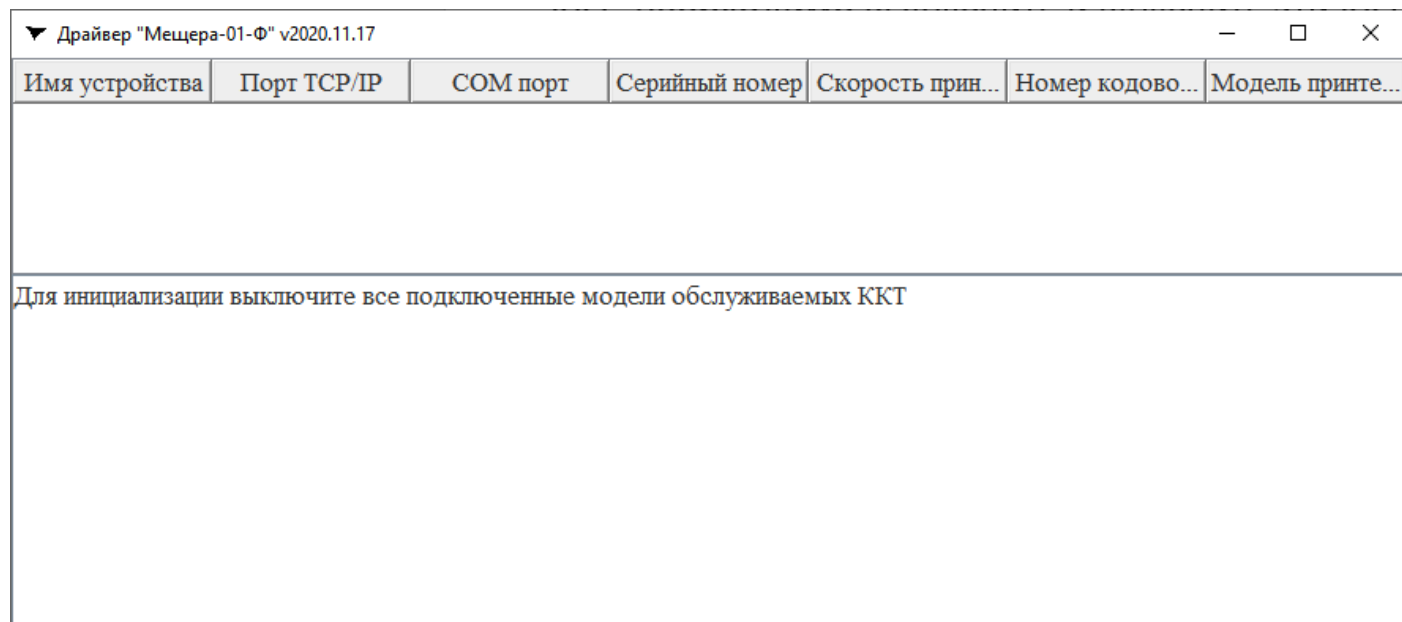 Драйвер "Мещера-01-Ф" v2020.11.17
Имя устройства Порт TCP/IP COM порт Серийный номер Скорость прин... Номер кодово... Модель принте...
Для инициализации выключите все подключенные модели обслуживаемых ККТ